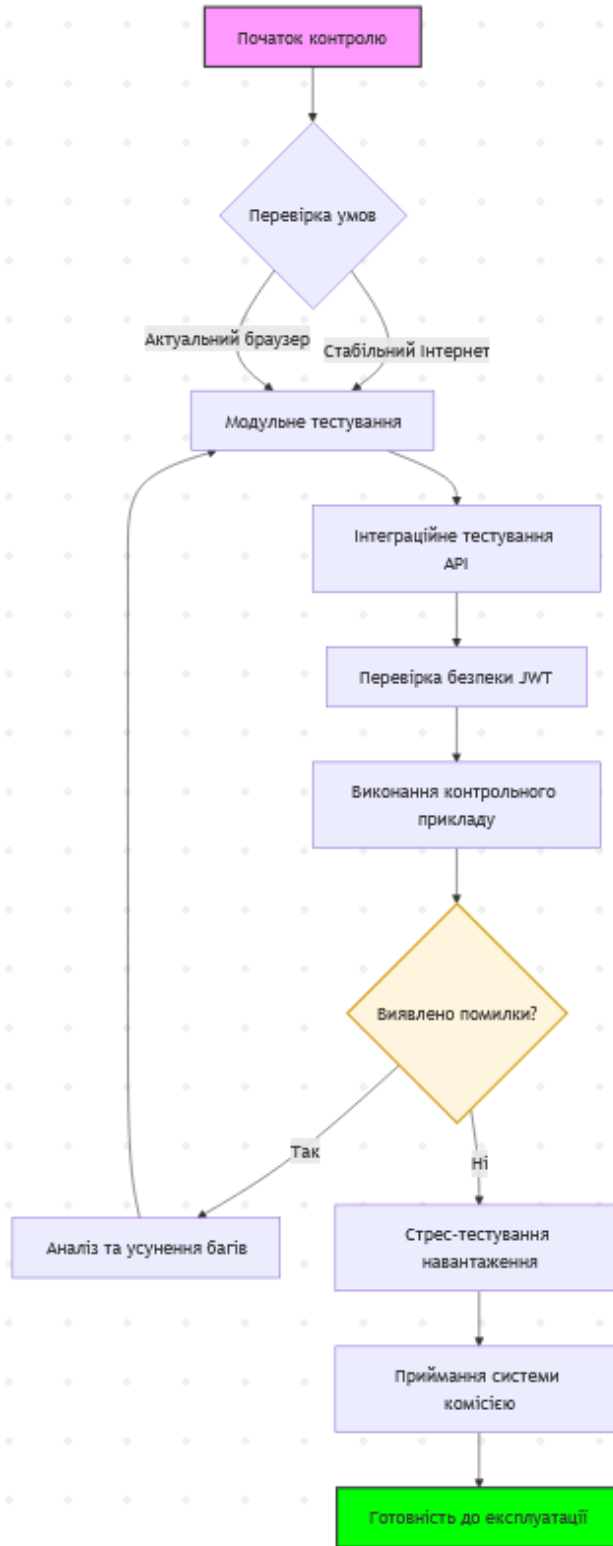 Початок контролю
Перевірка умов
Актуальний браузер
Стабільний Інтернет
Модульне тестування
Інтеграційне тестування
API
Перевірка безпеки JWT
Виконання контрольного
прикладу
Виявлено помилки?
Так
Ні
Аналіз та усунення багів
Стрес-тестування
навантаження
Приймання системи
комісією
Готовність до експлуатації